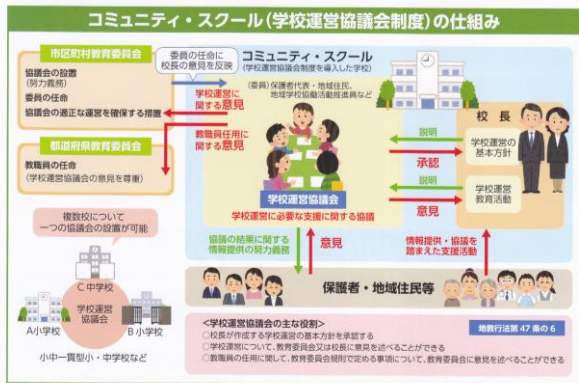 コミュニティ・スクール(学校運営協議会制度)の仕組み
市区町村教育委員会
協議会の設置
(努力義務)
委員の任命
協議会の適正な運営を確保する措置
委員の任命に
校長の意見を反映
コミュニティ・スクール
(学校運営協議会制度を導入した学校)
(委員)保護者代表・地域住民、
地域学校協働活動推進員など
学校運営に
関する意見
教職員任用に
関する意見
都道府県教育委員会
教職員の任命
(学校運営協議会の意見を尊重)
学校運営協議会
学校運営に必要な支援に関する協議
校 長
説明
承認
学校運営の
基本方針
説明
意見
学校運営
教育活動
複数校について
一つの協議会の設置が可能
C 中学校
学校運営
協議会
A小学校
B 小学校
小中一貫型小・中学校など
協議の結果に関する
情報提供の努力義務
意見
情報提供・協議を
踏まえた支援活動
保護者・地域住民等
<学校運営協議会の主な役割>
地教行法第 47 条の 6
○校長が作成する学校運営の基本方針を承認する
○学校運営について、教育委員会又は校長に意見を述べることができる
○教職員の任用に関して、教育委員会規則で定める事項について、教育委員会に意見を述べることができる